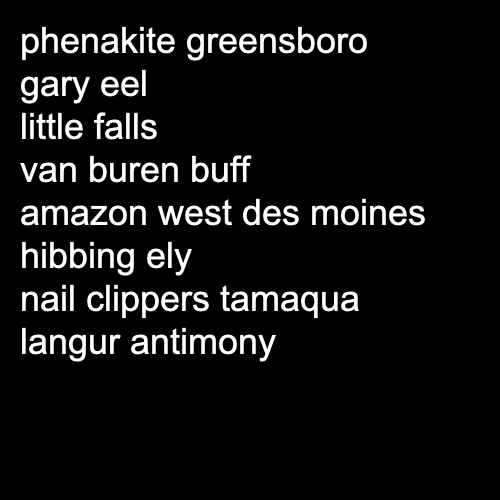 phenakite greensboro
gary eel
little falls
van buren buff
amazon west des moines
hibbing ely
nail clippers tamaqua
langur antimony